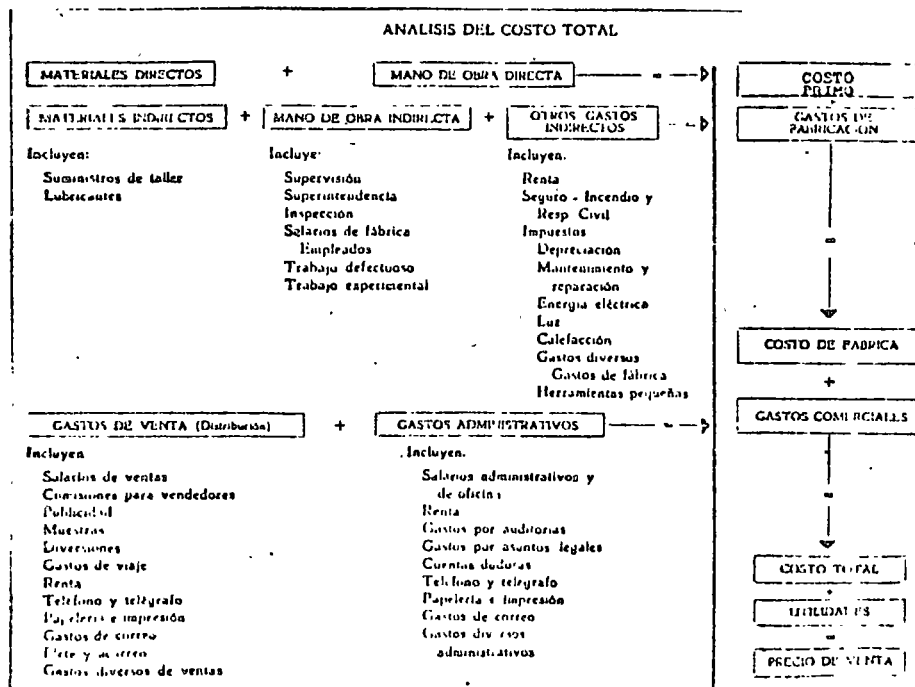 ANALISIS DEL COSTO TOTAL
MATERIALES DIRECTOS + MANO DE OBRA DIRECTA = COSTO PRIMO
MATERIALES INDIRECTOS + MANO DE OBRA INDIRECTA + OTROS GASTOS INDIRECTOS = GASTOS DE FABRICACION
Incluyen:
Suministros de taller
Lubricantes
Incluye:
Supervisión
Superintendencia
Inspección
Salarios de fábrica
Empleados
Trabajo defectuoso
Trabajo experimental
Incluyen.
Renta
Seguro - Incendio y
Resp. Civil
Impuestos
Depreciación
Mantenimiento y
reparación
Energía eléctrica
Luz
Calefacción
Gastos diversos
Gastos de fábrica
Herramientas pequeñas
=
COSTO DE FABRICA
+
GASTOS DE VENTA (Distribución) + GASTOS ADMINISTRATIVOS = GASTOS COMERCIALES
Incluyen
Salarios de ventas
Comisiones para vendedores
Publicidad
Muestras
Diversiones
Gastos de viaje
Renta
Teléfono y telégrafo
Papelería e impresión
Gastos de correo
Flete y acarreo
Gastos diversos de ventas
Incluyen.
Salarios administrativos y
de oficina
Renta
Gastos por auditorías
Gastos por asuntos legales
Cuentas dudosas
Teléfono y telégrafo
Papelería e impresión
Gastos de correo
Gastos diversos
administrativos
=
COSTO TOTAL
+
UTILIDADES
=
PRECIO DE VENTA